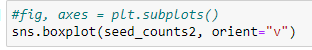 #fig, axes = plt.subplots()
sns.boxplot(seed_counts2, orient="v")